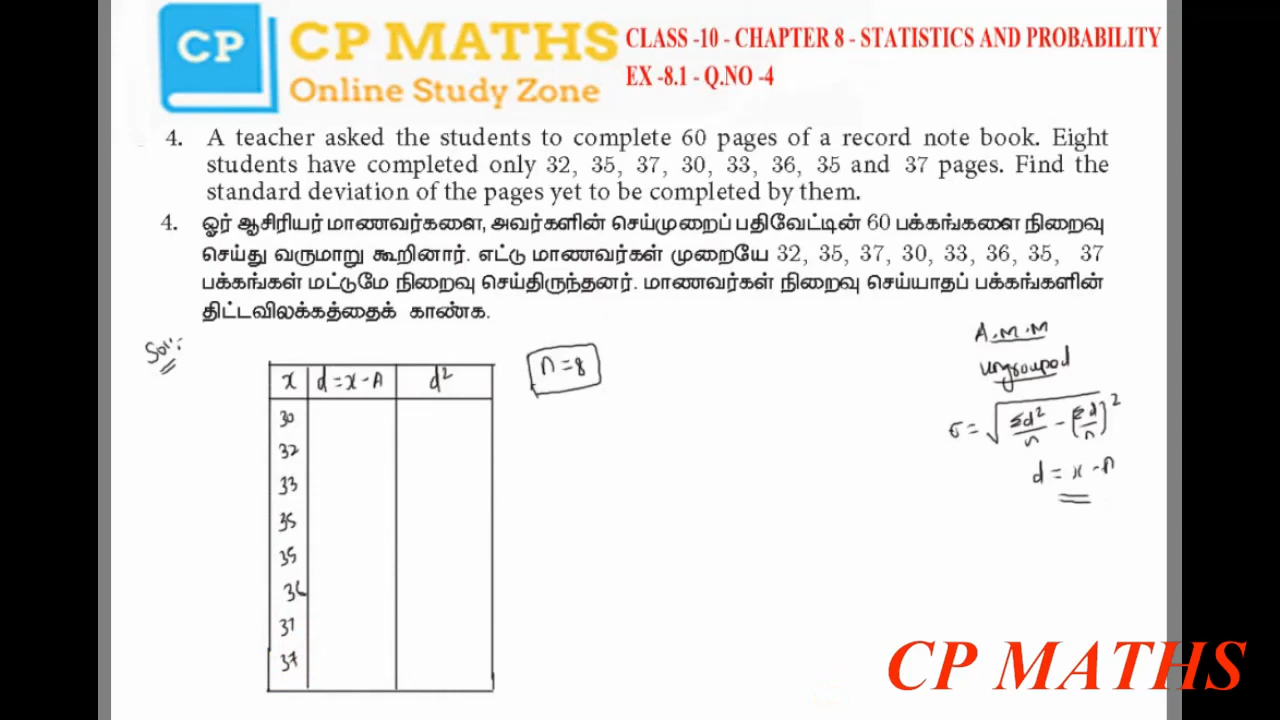 CP
CP MATHS
Online Study Zone
CLASS -10 - CHAPTER 8 - STATISTICS AND PROBABILITY
EX -8.1 - Q.NO -4
4. A teacher asked the students to complete 60 pages of a record note book. Eight
students have completed only 32, 35, 37, 30, 33, 36, 35 and 37 pages. Find the
standard deviation of the pages yet to be completed by them.
4. ஓர் ஆசிரியர் மாணவர்களை, அவர்களின் செய்முறைப் பதிவேட்டின் 60 பக்கங்களை நிறைவு
செய்து வருமாறு கூறினார். எட்டு மாணவர்கள் முறையே 32, 35, 37, 30, 33, 36, 35, 37
பக்கங்கள் மட்டுமே நிறைவு செய்திருந்தனர். மாணவர்கள் நிறைவு செய்யாதப் பக்கங்களின்
திட்டவிலக்கத்தைக் காண்க.
Sol:
x d = x - A d²
30
32
33
35
35
36
37
37
n = 8
A.M.M
ungrouped
σ = √(Σd²/n - (Σd/n)²)
d = x - A
CP MATHS